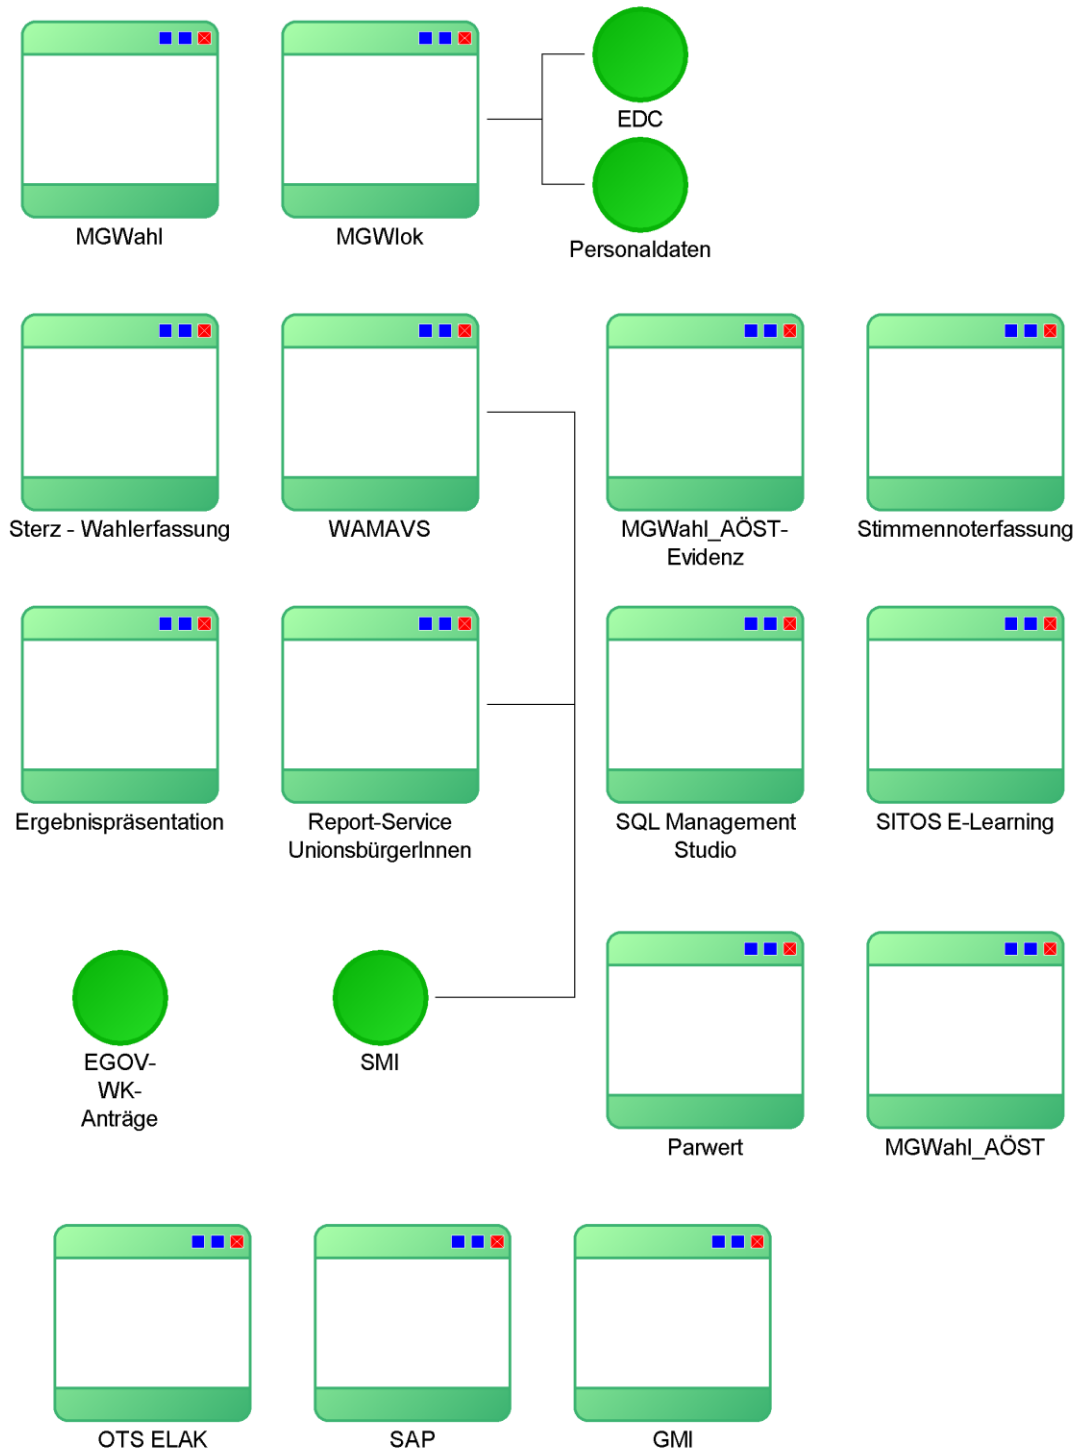 EDC
MGWahl
MGWlok
Personaldaten
Sterz - Wahlerfassung
WAMAVS
MGWahl_AÖST-
Evidenz
Stimmennoterfassung
Ergebnispräsentation
Report-Service
UnionsbürgerInnen
SQL Management
Studio
SITOS E-Learning
EGOV-
WK-
Anträge
SMI
Parwert
MGWahl_AÖST
OTS ELAK
SAP
GMI